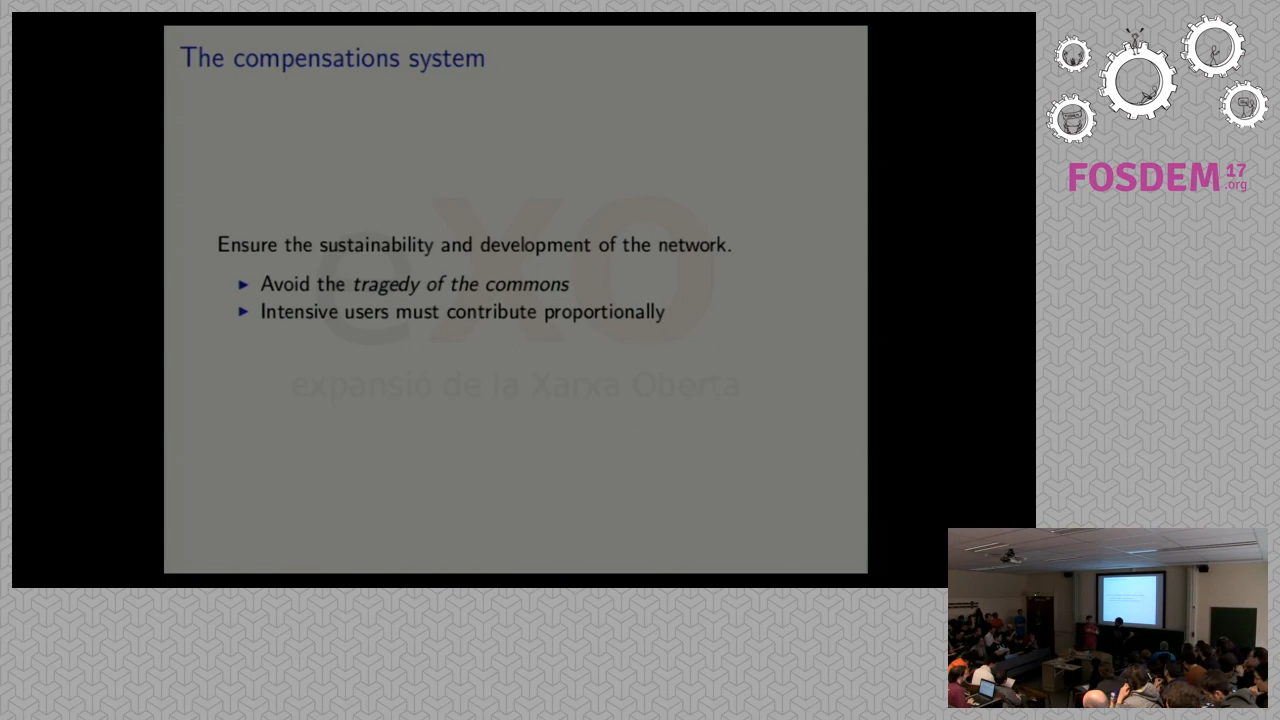 The compensations system
Ensure the sustainability and development of the network.
► Avoid the tragedy of the commons
► Intensive users must contribute proportionally
eXO
expansió de la Xarxa Oberta
FOSDEM 17
.org